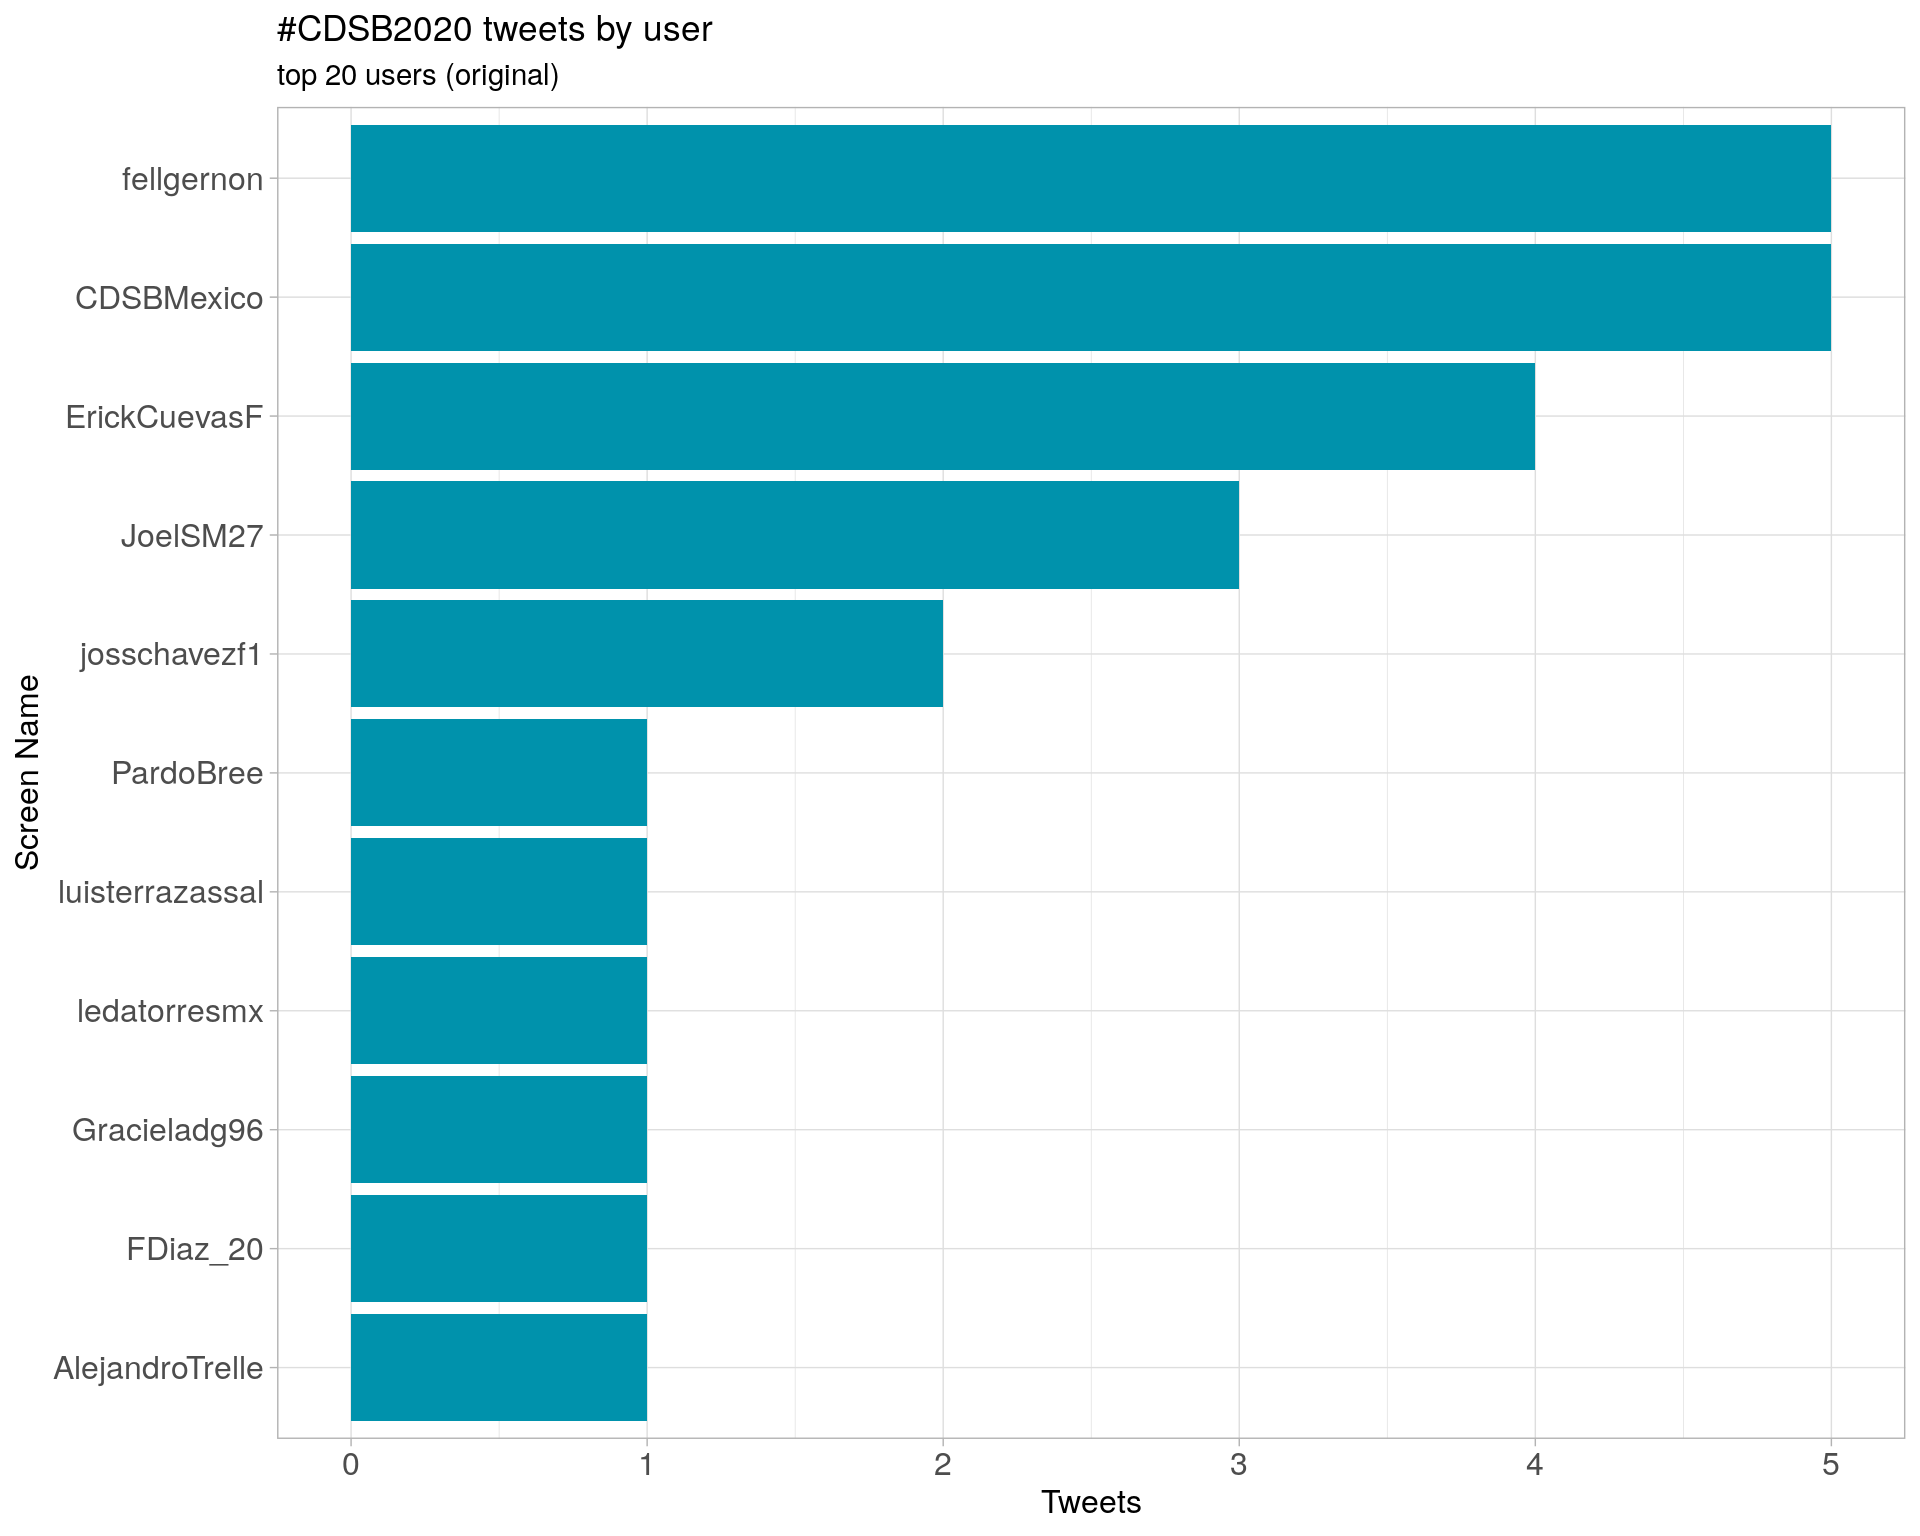 #CDSB2020 tweets by user
top 20 users (original)
Screen Name
fellgernon
CDSBMexico
ErickCuevasF
JoelSM27
josschavezf1
PardoBree
luisterrazassal
ledatorresmx
Gracieladg96
FDiaz_20
AlejandroTrelle
0 1 2 3 4 5
Tweets